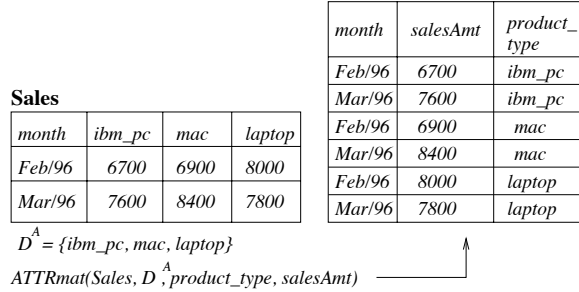 Sales
month ibm_pc mac laptop
Feb/96 6700 6900 8000
Mar/96 7600 8400 7800
D^A = {ibm_pc, mac, laptop}
ATTRmat(Sales, D^A, product_type, salesAmt)
month salesAmt product_
type
Feb/96 6700 ibm_pc
Mar/96 7600 ibm_pc
Feb/96 6900 mac
Mar/96 8400 mac
Feb/96 8000 laptop
Mar/96 7800 laptop